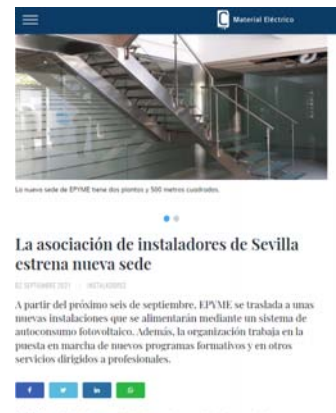 Material Eléctrico
La nueva sede de EPYME tiene dos plantas y 500 metros cuadrados.
La asociación de instaladores de Sevilla
estrena nueva sede
02 SEPTIEMBRE 2021 | INSTALADORES
A partir del próximo seis de septiembre, EPYME se traslada a unas
nuevas instalaciones que se alimentarán mediante un sistema de
autoconsumo fotovoltaico. Además, la organización trabaja en la
puesta en marcha de nuevos programas formativos y en otros
servicios dirigidos a profesionales.